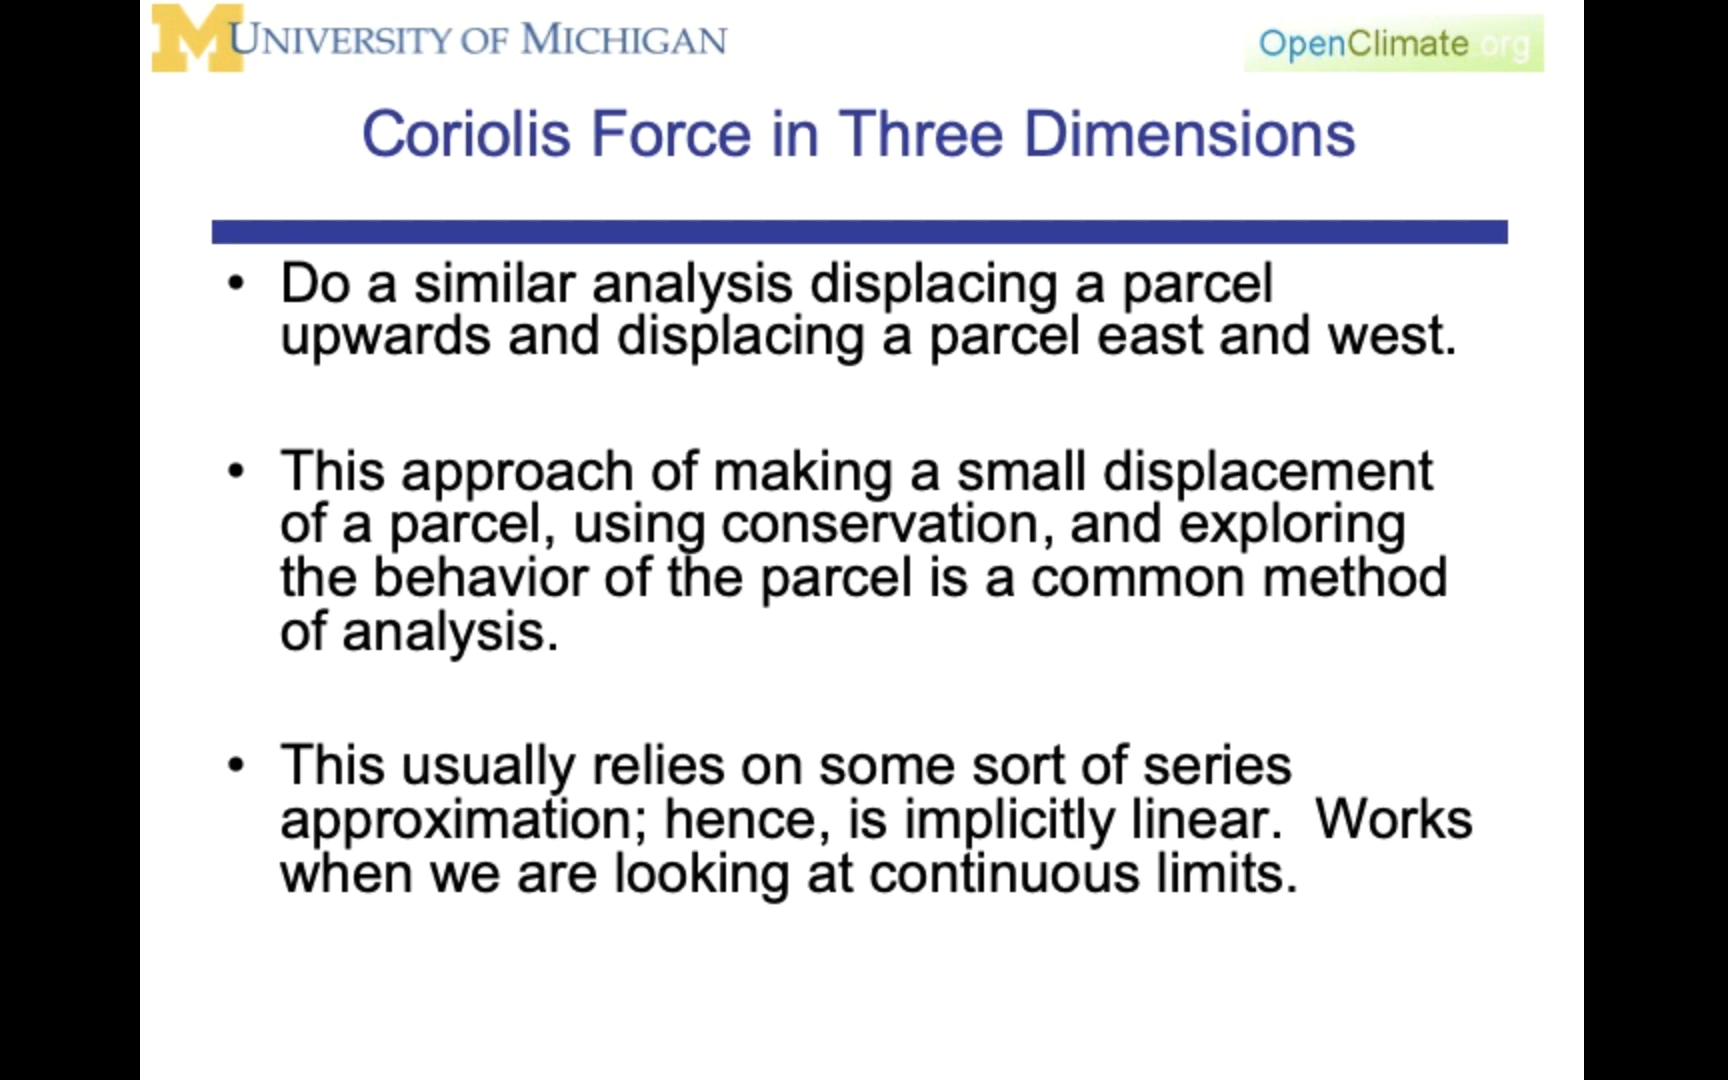 UNIVERSITY OF MICHIGAN
OpenClimate.org
Coriolis Force in Three Dimensions
• Do a similar analysis displacing a parcel
upwards and displacing a parcel east and west.
• This approach of making a small displacement
of a parcel, using conservation, and exploring
the behavior of the parcel is a common method
of analysis.
• This usually relies on some sort of series
approximation; hence, is implicitly linear. Works
when we are looking at continuous limits.